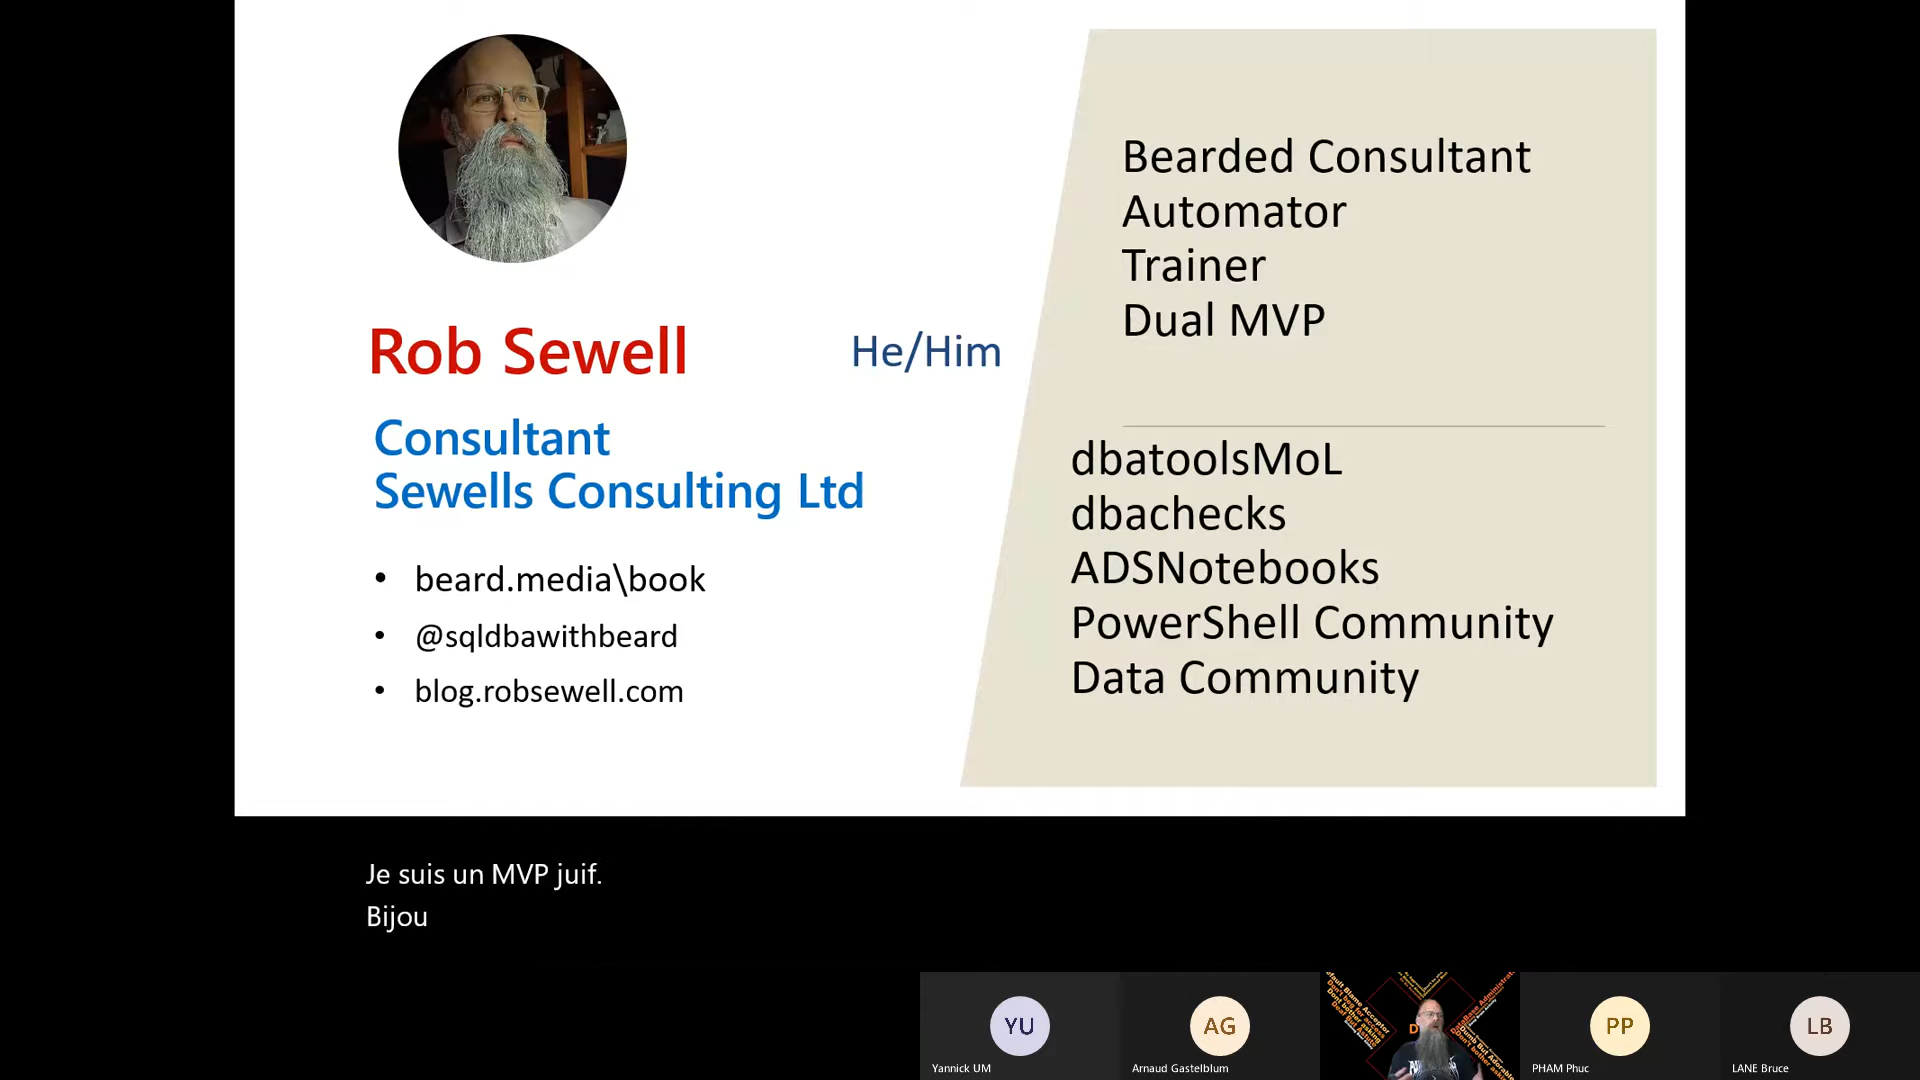 Rob Sewell
He/Him
Consultant
Sewells Consulting Ltd
• beard.media\book
• @sqldbawithbeard
• blog.robsewell.com
Bearded Consultant
Automator
Trainer
Dual MVP
dbatoolsMoL
dbachecks
ADSNotebooks
PowerShell Community
Data Community
Je suis un MVP juif.
Bijou
YU
Yannick UM
AG
Arnaud Gastelblum
PP
PHAM Phuc
LB
LANE Bruce